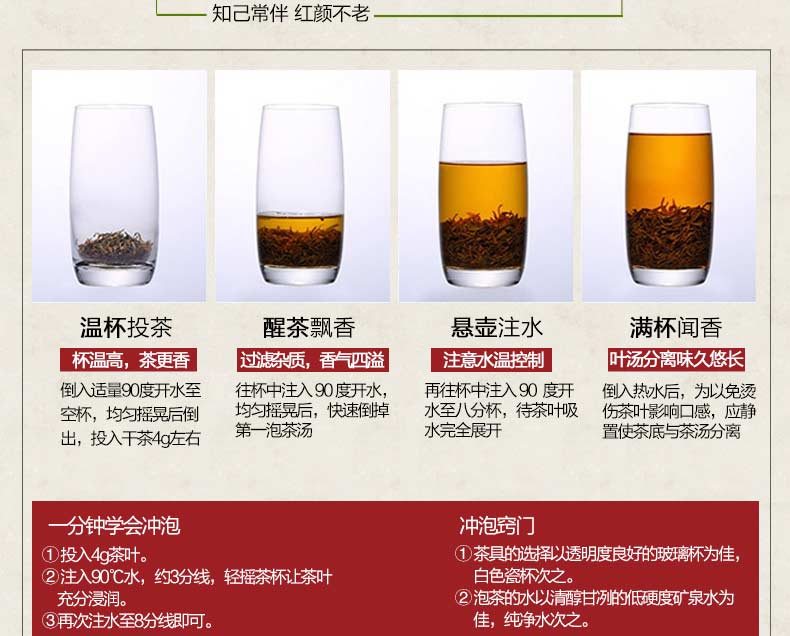 知己常伴 红颜不老
温杯投茶
杯温高，茶更香
倒入适量90度开水至
空杯，均匀摇晃后倒
出，投入干茶4g左右
醒茶飘香
过滤杂质，香气四溢
往杯中注入 90 度开水，
均匀摇晃后，快速倒掉
第一泡茶汤
悬壶注水
注意水温控制
再往杯中注入 90 度开
水至八分杯，待茶叶吸
水完全展开
满杯闻香
叶汤分离味久悠长
倒入热水后，为以免烫
伤茶叶影响口感，应静
置使茶底与茶汤分离
一分钟学会冲泡
①投入4g茶叶。
②注入90℃水，约3分线，轻摇茶杯让茶叶
充分浸润。
③再次注水至8分线即可。
冲泡窍门
①茶具的选择以透明度良好的玻璃杯为佳，
白色瓷杯次之。
②泡茶的水以清醇甘冽的低硬度矿泉水为
佳，纯净水次之。